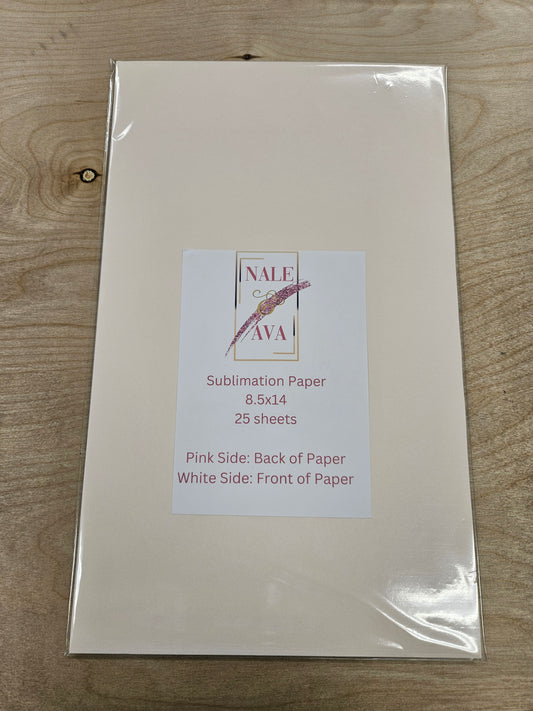 NALE
AVA
Sublimation Paper
8.5x14
25 sheets
Pink Side: Back of Paper
White Side: Front of Paper